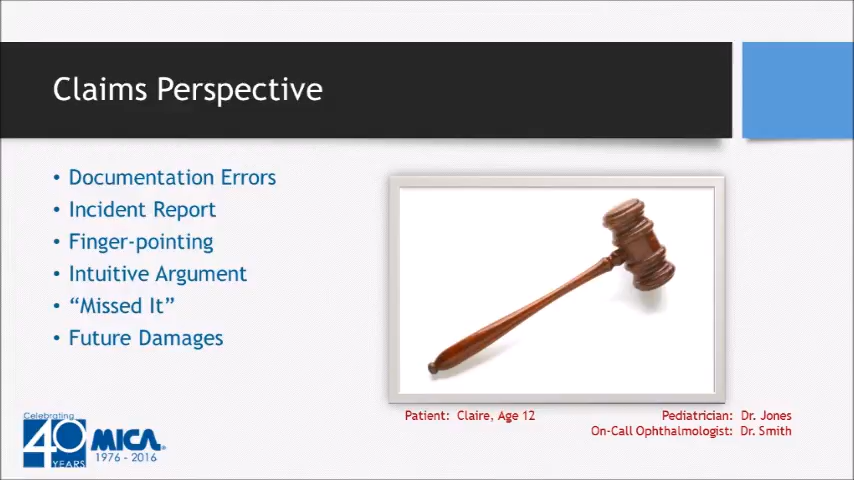 Claims Perspective
• Documentation Errors
• Incident Report
• Finger-pointing
• Intuitive Argument
• “Missed It”
• Future Damages
Patient: Claire, Age 12
Pediatrician: Dr. Jones
On-Call Ophthalmologist: Dr. Smith
Celebrating
40 MICA®
YEARS 1976 - 2016